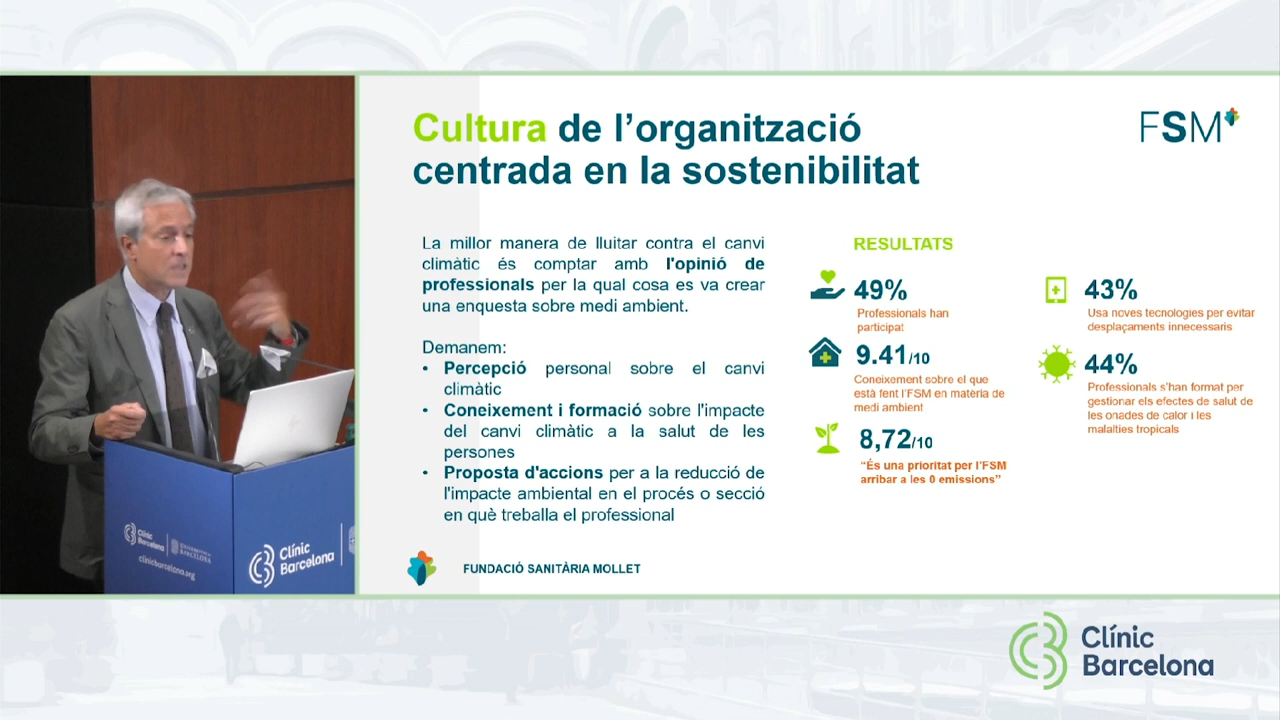 Cultura de l'organització
centrada en la sostenibilitat
FSM
La millor manera de lluitar contra el canvi
climàtic és comptar amb l'opinió de
professionals per la qual cosa es va crear
una enquesta sobre medi ambient.
Demanem:
• Percepció personal sobre el canvi
climàtic
• Coneixement i formació sobre l'impacte
del canvi climàtic a la salut de les
persones
• Proposta d'accions per a la reducció de
l'impacte ambiental en el procés o secció
en què treballa el professional
RESULTATS
49%
Professionals han
participat
9.41/10
Coneixement sobre el que
està fent l'FSM en matèria de
medi ambient
8,72/10
“És una prioritat per l'FSM
arribar a les 0 emissions”
43%
Usa noves tecnologies per evitar
desplaçaments innecessaris
44%
Professionals s'han format per
gestionar els efectes de salut de
les onades de calor i les
malalties tropicals
FUNDACIÓ SANITÀRIA MOLLET
Clínic
Barcelona
UNIVERSITAT DE
BARCELONA
clinicbarcelona.org
Clínic
Barcelona
Clínic
Barcelona